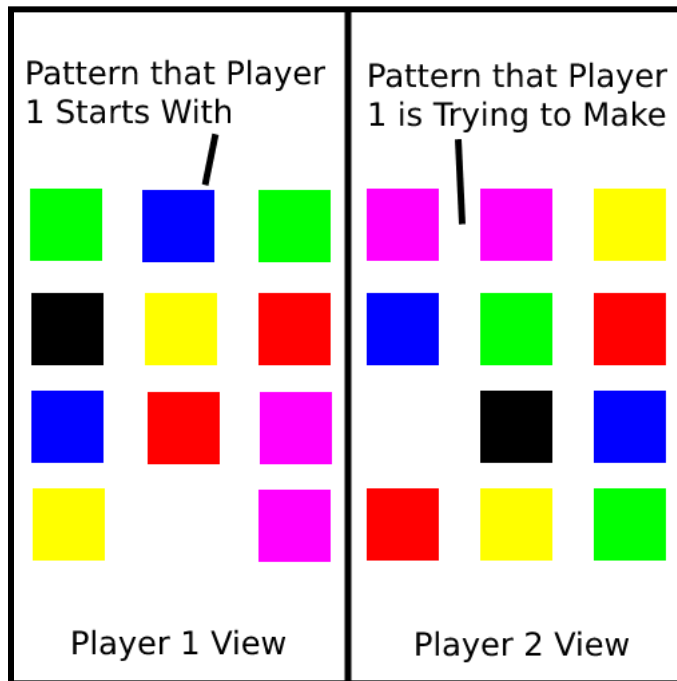 Pattern that Player
1 Starts With
Pattern that Player
1 is Trying to Make
Player 1 View
Player 2 View